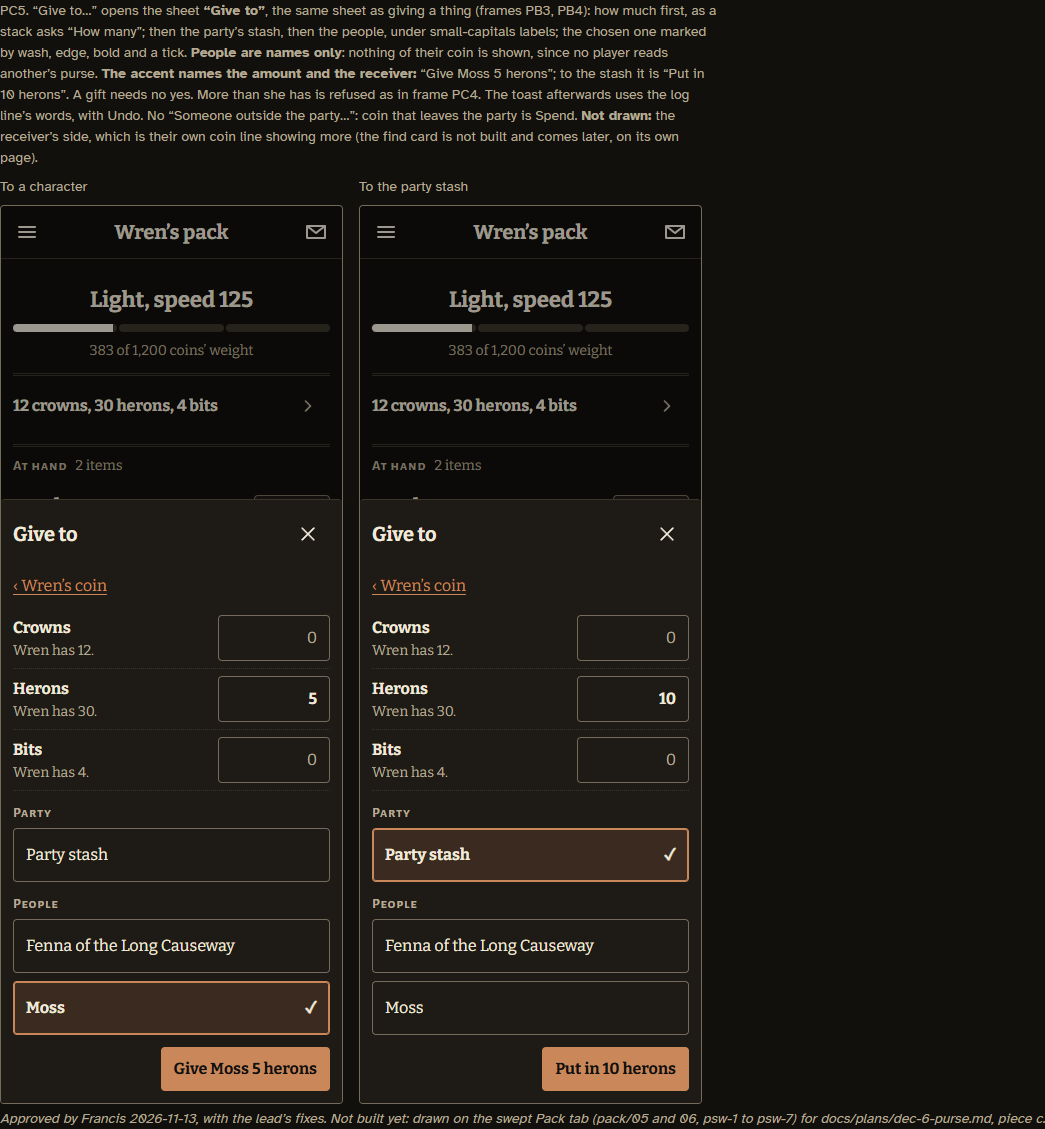 PC5. “Give to…” opens the sheet “Give to”, the same sheet as giving a thing (frames PB3, PB4): how much first, as a
stack asks “How many”; then the party’s stash, then the people, under small-capitals labels; the chosen one marked
by wash, edge, bold and a tick. People are names only: nothing of their coin is shown, since no player reads
another’s purse. The accent names the amount and the receiver: “Give Moss 5 herons”; to the stash it is “Put in
10 herons”. A gift needs no yes. More than she has is refused as in frame PC4. The toast afterwards uses the log
line’s words, with Undo. No “Someone outside the party…”: coin that leaves the party is Spend. Not drawn: the
receiver’s side, which is their own coin line showing more (the find card is not built and comes later, on its own
page).
To a character
Wren’s pack
Light, speed 125
383 of 1,200 coins’ weight
12 crowns, 30 herons, 4 bits
At hand 2 items
Give to
‹ Wren’s coin
Crowns
0
Wren has 12.
Herons
5
Wren has 30.
Bits
0
Wren has 4.
Party
Party stash
People
Fenna of the Long Causeway
Moss
Give Moss 5 herons
To the party stash
Wren’s pack
Light, speed 125
383 of 1,200 coins’ weight
12 crowns, 30 herons, 4 bits
At hand 2 items
Give to
‹ Wren’s coin
Crowns
0
Wren has 12.
Herons
10
Wren has 30.
Bits
0
Wren has 4.
Party
Party stash
People
Fenna of the Long Causeway
Moss
Put in 10 herons
Approved by Francis 2026-11-13, with the lead’s fixes. Not built yet: drawn on the swept Pack tab (pack/05 and 06, psw-1 to psw-7) for docs/plans/dec-6-purse.md, piece c.